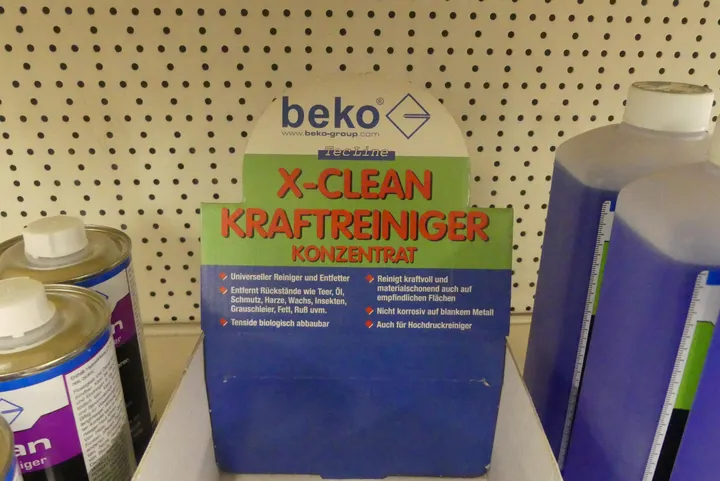 beko®
www.beko-group.com
TecLine
X-CLEAN
KRAFTREINIGER
KONZENTRAT
Universeller Reiniger und Entfetter
Entfernt Rückstände wie Teer, Öl,
Schmutz, Harze, Wachs, Insekten,
Grauschleier, Fett, Ruß uvm.
Tenside biologisch abbaubar
Reinigt kraftvoll und
materialschonend auch auf
empfindlichen Flächen
Nicht korrosiv auf blankem Metall
Auch für Hochdruckreiniger
an
iger